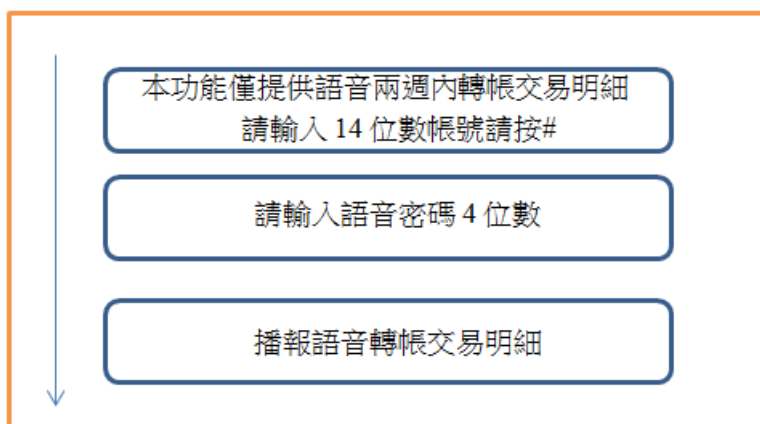 本功能僅提供語音兩週內轉帳交易明細
請輸入 14 位數帳號請按#
請輸入語音密碼 4 位數
播報語音轉帳交易明細